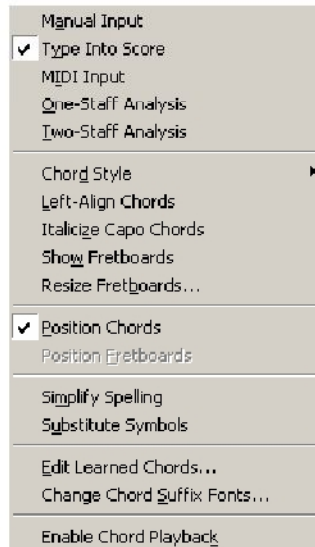 Manual Input
Type Into Score
MIDI Input
One-Staff Analysis
Two-Staff Analysis
Chord Style
Left-Align Chords
Italicize Capo Chords
Show Fretboards
Resize Fretboards...
Position Chords
Position Fretboards
Simplify Spelling
Substitute Symbols
Edit Learned Chords...
Change Chord Suffix Fonts...
Enable Chord Playback